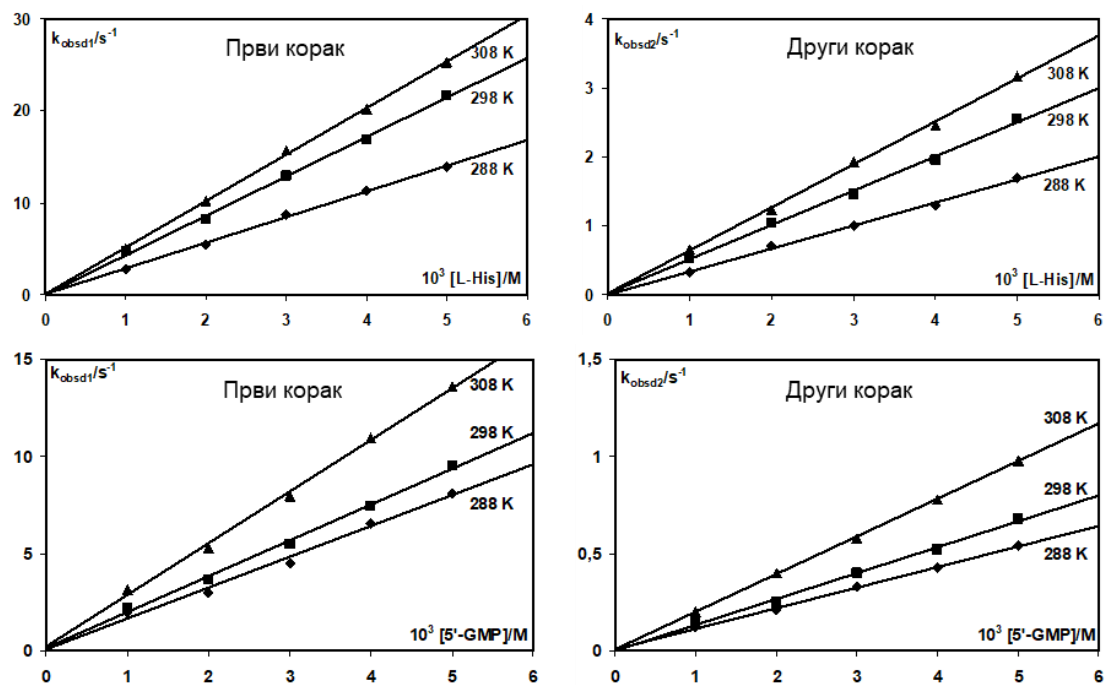 30
k_obsd1/s⁻¹
Први корак
308 K
298 K
20
288 K
10
10³ [L-His]/M
0
0 1 2 3 4 5 6
4
k_obsd2/s⁻¹
Други корак
308 K
3
298 K
2
288 K
1
10³ [L-His]/M
0
0 1 2 3 4 5 6
15
k_obsd1/s⁻¹
Први корак
308 K
298 K
10
288 K
5
10³ [5'-GMP]/M
0
0 1 2 3 4 5 6
1,5
k_obsd2/s⁻¹
Други корак
308 K
1
298 K
288 K
0,5
10³ [5'-GMP]/M
0
0 1 2 3 4 5 6